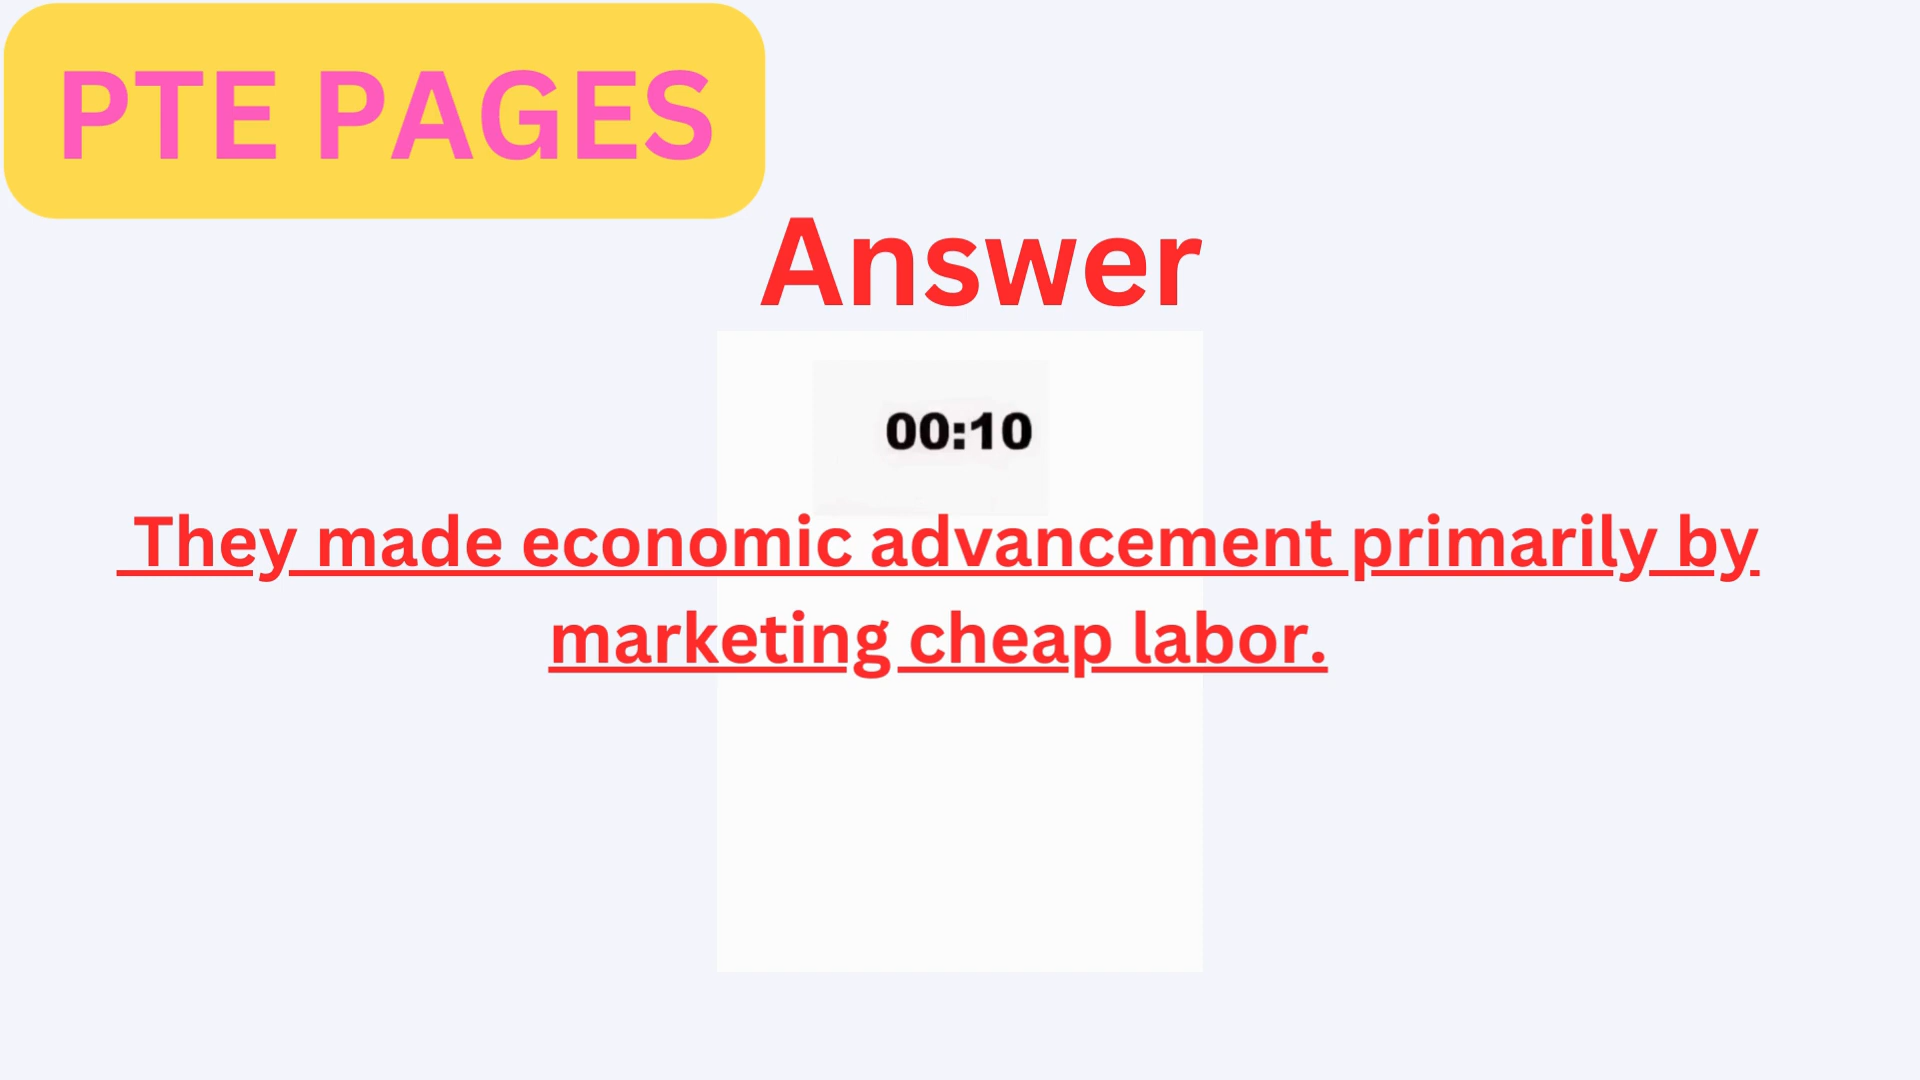 PTE PAGES
Answer
00:10
They made economic advancement primarily by
marketing cheap labor.